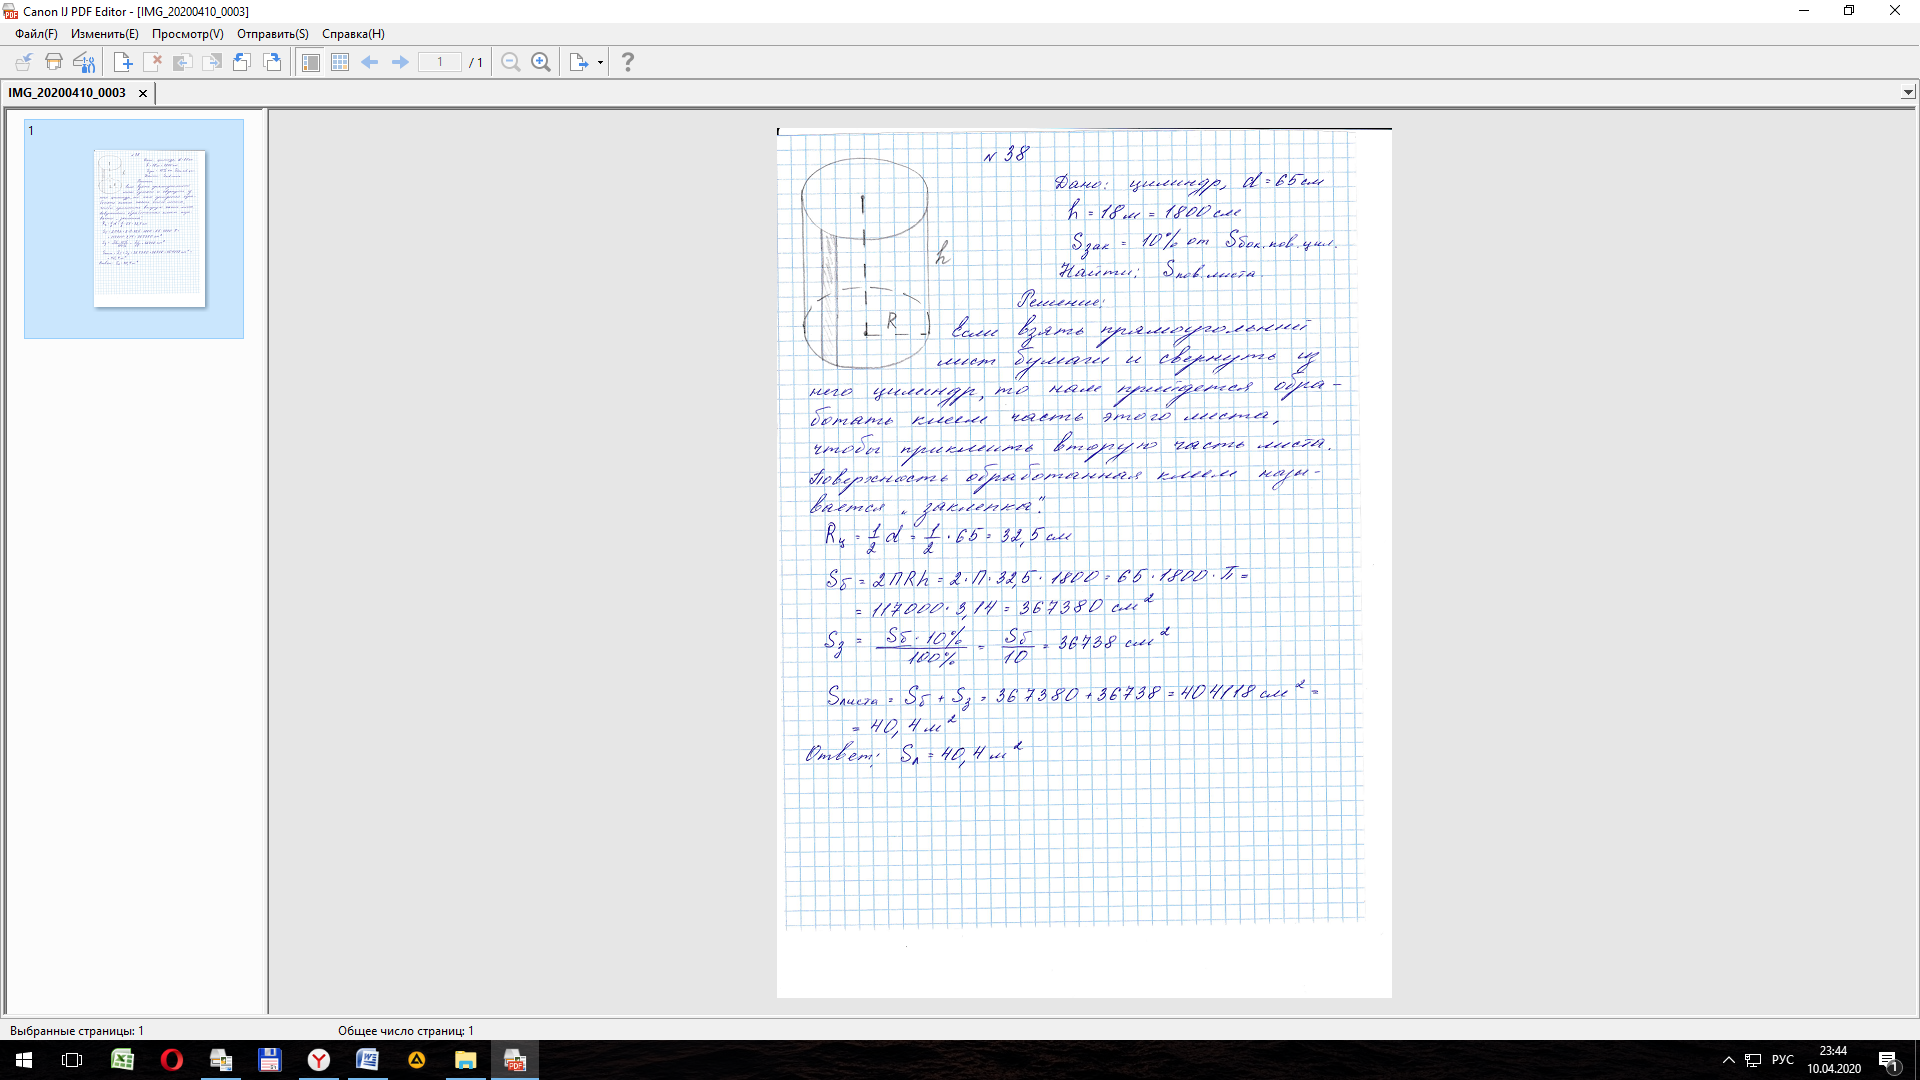 Canon IJ PDF Editor - [IMG_20200410_0003]
Файл(F) Изменить(E) Просмотр(V) Отправить(S) Справка(H)
1 / 1
IMG_20200410_0003
1
N 38
Дано: цилиндр, d = 65 см
h = 18 м = 1800 см
Sзак = 10% от Sбок.пов.цил.
Найти: Sпов.листа.
Решение:
h
R
Если взять прямоугольний
лист бумаги и свернуть из
него цилиндр, то нам прийдется обра-
ботать клеем часть этого листа,
чтобы приклеить вторую часть листа.
Поверхность обработанная клеем назы-
вается „заклепка".
Rц = 1/2 d = 1/2 · 65 = 32,5 см
Sб = 2ПRh = 2·П·32,5·1800 = 65·1800·П =
= 117000·3,14 = 367380 см²
Sз = Sб·10%/100% = Sб/10 = 36738 см²
Sлиста = Sб + Sз = 367380 + 36738 = 404118 см² =
= 40,4 м²
Ответ: Sл = 40,4 м²
Выбранные страницы: 1 Общее число страниц: 1
РУС
23:44
10.04.2020
1